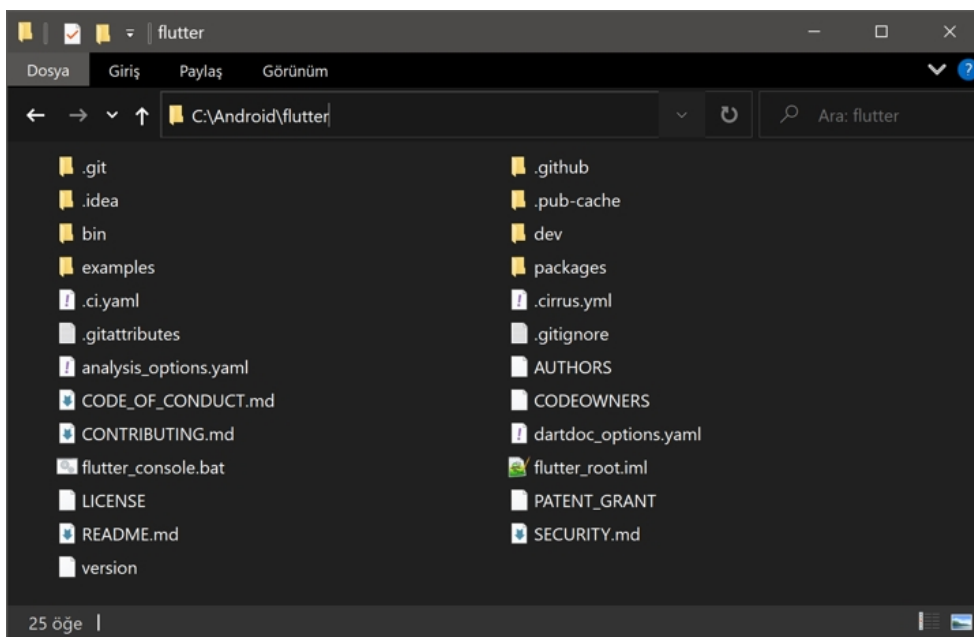 flutter
Dosya Giriş Paylaş Görünüm
C:\Android\flutter Ara: flutter
.git .github
.idea .pub-cache
bin dev
examples packages
.ci.yaml .cirrus.yml
.gitattributes .gitignore
analysis_options.yaml AUTHORS
CODE_OF_CONDUCT.md CODEOWNERS
CONTRIBUTING.md dartdoc_options.yaml
flutter_console.bat flutter_root.iml
LICENSE PATENT_GRANT
README.md SECURITY.md
version
25 öğe